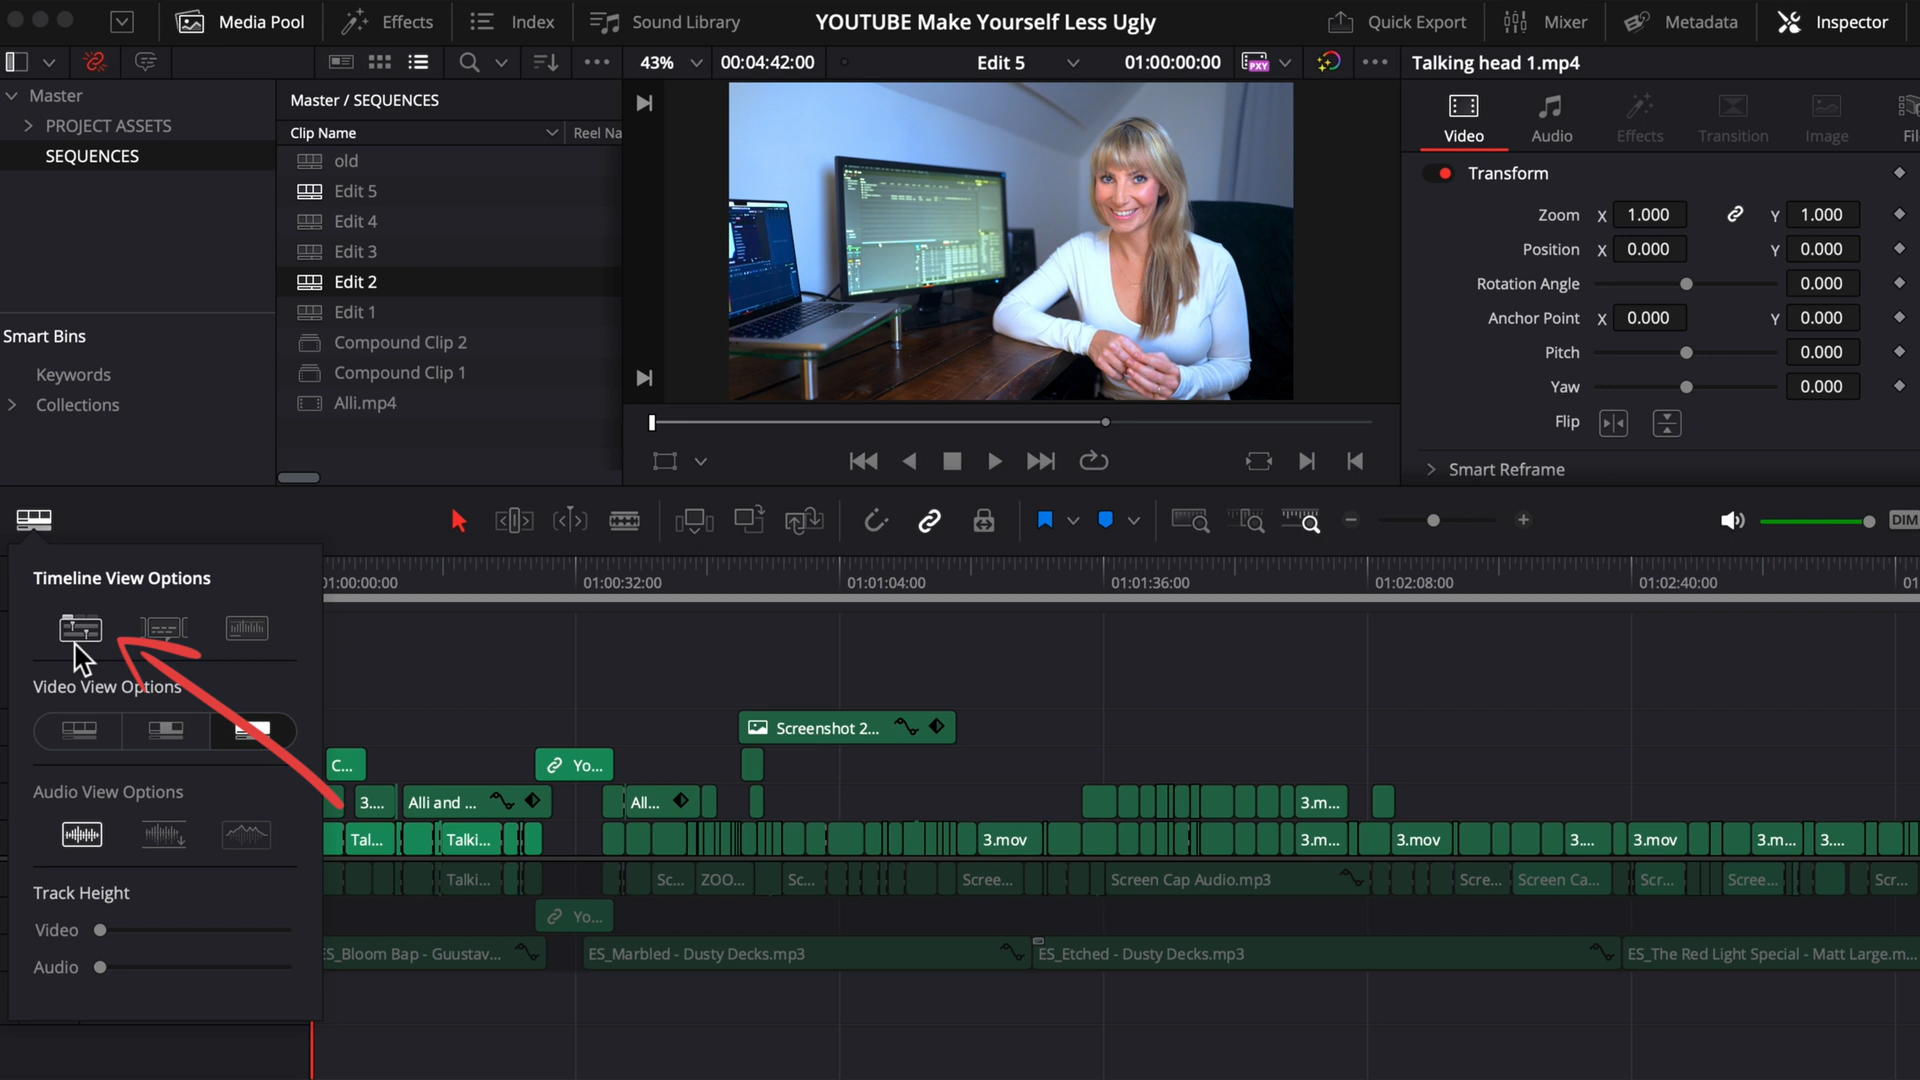 Media Pool
Effects
Index
Sound Library
YOUTUBE Make Yourself Less Ugly
Quick Export
Mixer
Metadata
Inspector
43%
00:04:42:00
Edit 5
01:00:00:00
PXY
Talking head 1.mp4
Master
PROJECT ASSETS
SEQUENCES
Master / SEQUENCES
Clip Name
Reel Na
old
Edit 5
Edit 4
Edit 3
Edit 2
Edit 1
Compound Clip 2
Compound Clip 1
Alli.mp4
Smart Bins
Keywords
Collections
Video
Audio
Effects
Transition
Image
Fil
Transform
Zoom X 1.000 Y 1.000
Position X 0.000 Y 0.000
Rotation Angle 0.000
Anchor Point X 0.000 Y 0.000
Pitch 0.000
Yaw 0.000
Flip
Smart Reframe
DIM
Timeline View Options
Video View Options
Audio View Options
Track Height
Video
Audio
01:00:00:00
01:00:32:00
01:01:04:00
01:01:36:00
01:02:08:00
01:02:40:00
01
Screenshot 2...
C...
Yo...
3....
Alli and ...
All...
3.m...
Tal...
Talki...
3.mov
3.m...
3.mov
3....
3.mov
3.m...
3....
Talki...
Sc...
ZOO...
Sc...
Scree...
Screen Cap Audio.mp3
Scre...
Screen Ca...
Scr...
Scree...
Scr...
Yo...
ES_Bloom Bap - Guustav...
ES_Marbled - Dusty Decks.mp3
ES_Etched - Dusty Decks.mp3
ES_The Red Light Special - Matt Large.m...